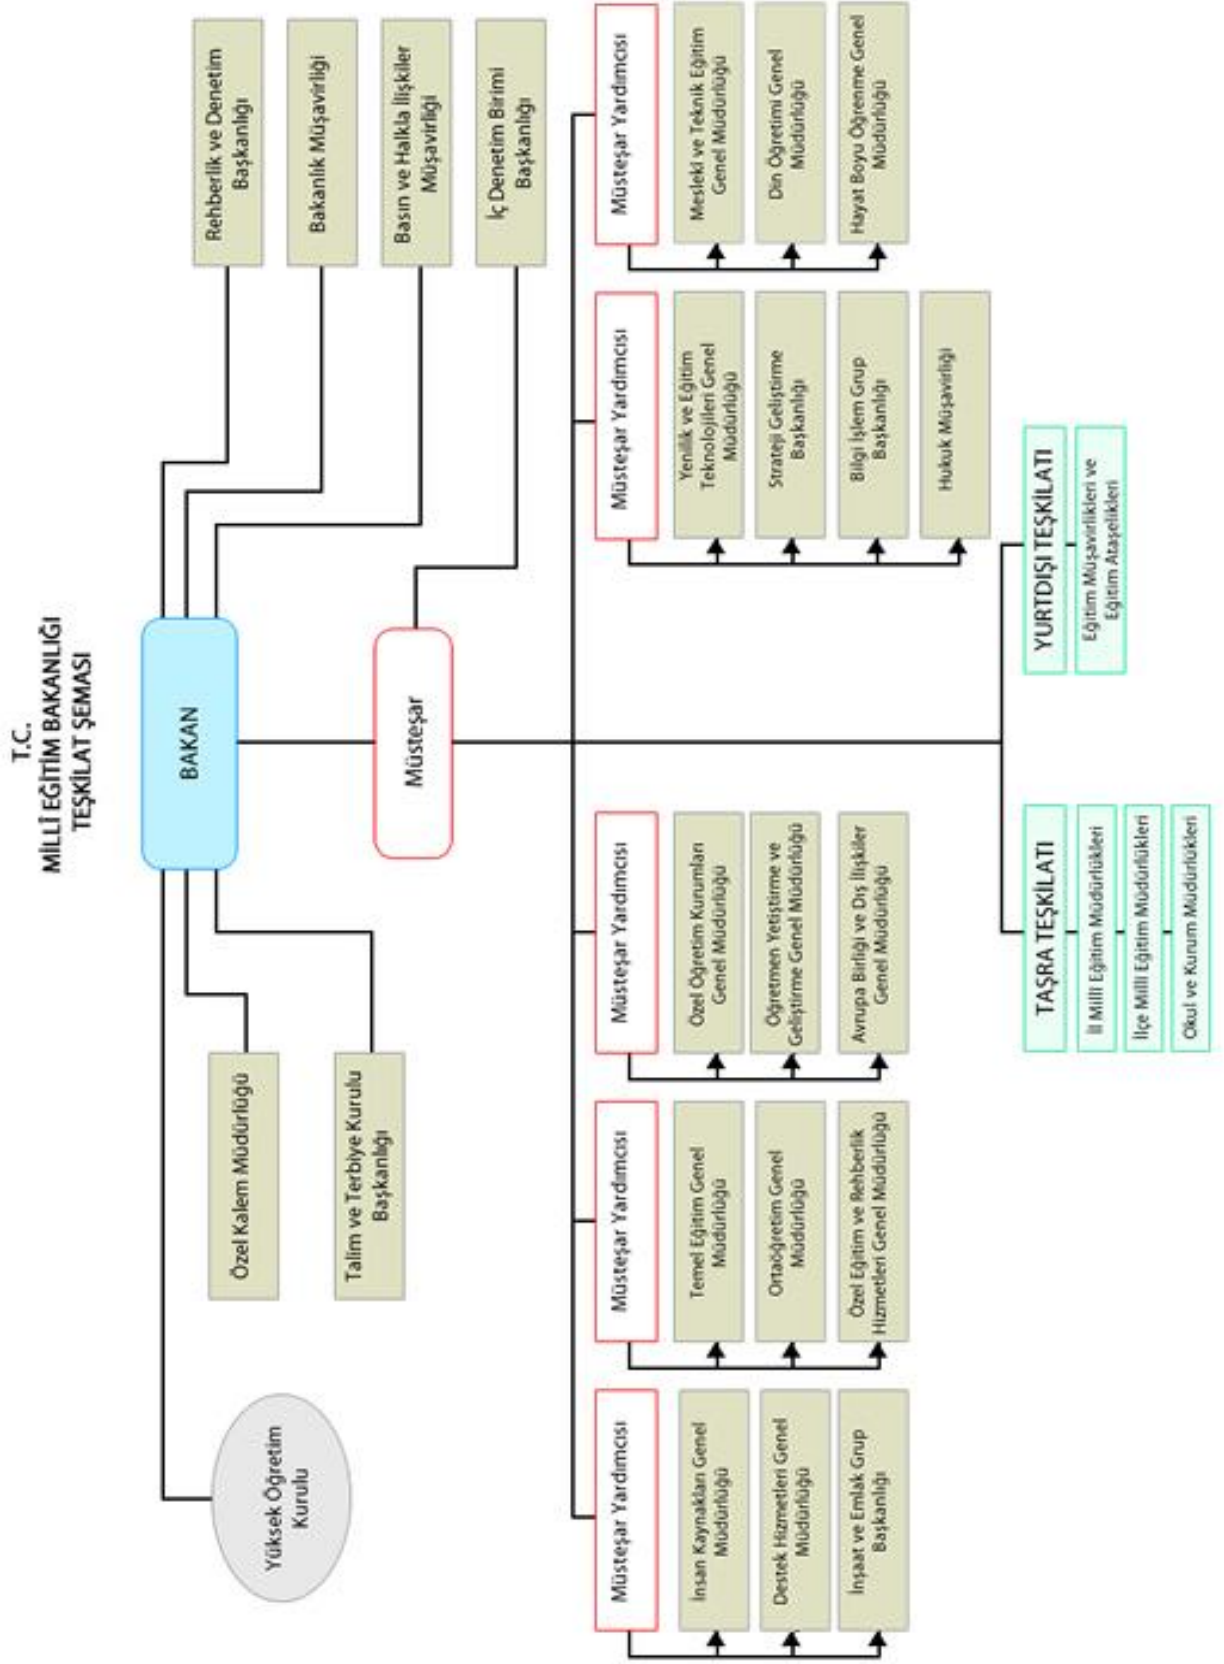 T.C.
MİLLİ EĞİTİM BAKANLIĞI
TEŞKİLAT ŞEMASI
BAKAN
Müsteşar
Yüksek Öğretim
Kurulu
Özel Kalem Müdürlüğü
Talim ve Terbiye Kurulu
Başkanlığı
Rehberlik ve Denetim
Başkanlığı
Bakanlık Müşavirliği
Basın ve Halkla İlişkiler
Müşavirliği
İç Denetim Birimi
Başkanlığı
Müsteşar Yardımcısı
İnsan Kaynakları Genel
Müdürlüğü
Destek Hizmetleri Genel
Müdürlüğü
İnşaat ve Emlak Grup
Başkanlığı
Müsteşar Yardımcısı
Temel Eğitim Genel
Müdürlüğü
Ortaöğretim Genel
Müdürlüğü
Özel Eğitim ve Rehberlik
Hizmetleri Genel Müdürlüğü
Müsteşar Yardımcısı
Özel Öğretim Kurumları
Genel Müdürlüğü
Öğretmen Yetiştirme ve
Geliştirme Genel Müdürlüğü
Avrupa Birliği ve Dış İlişkiler
Genel Müdürlüğü
Müsteşar Yardımcısı
Yenilik ve Eğitim
Teknolojileri Genel
Müdürlüğü
Strateji Geliştirme
Başkanlığı
Bilgi İşlem Grup
Başkanlığı
Hukuk Müşavirliği
Müsteşar Yardımcısı
Mesleki ve Teknik Eğitim
Genel Müdürlüğü
Din Öğretimi Genel
Müdürlüğü
Hayat Boyu Öğrenme Genel
Müdürlüğü
TAŞRA TEŞKİLATI
İl Millî Eğitim Müdürlükleri
İlçe Millî Eğitim Müdürlükleri
Okul ve Kurum Müdürlükleri
YURTDIŞI TEŞKİLATI
Eğitim Müşavirlikleri ve
Eğitim Ataşelikleri